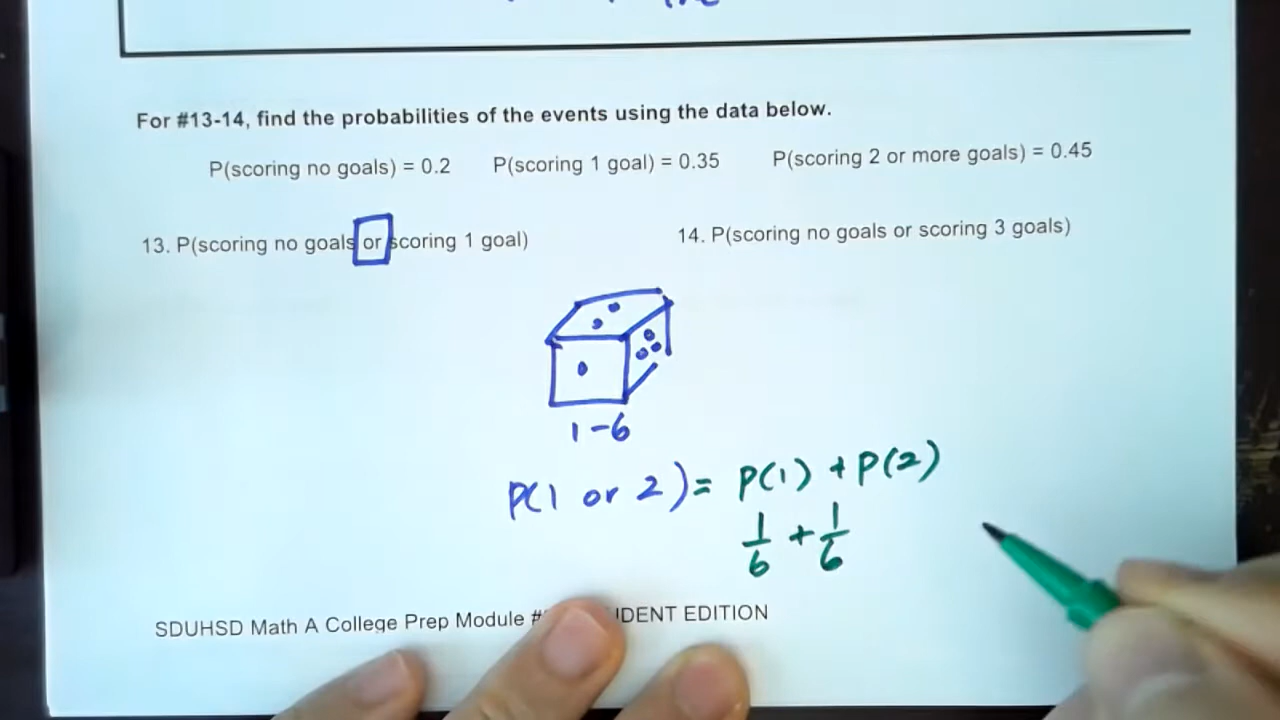 For #13-14, find the probabilities of the events using the data below.
P(scoring no goals) = 0.2 P(scoring 1 goal) = 0.35 P(scoring 2 or more goals) = 0.45
13. P(scoring no goals or scoring 1 goal) 14. P(scoring no goals or scoring 3 goals)
1-6
P(1 or 2) = P(1) + P(2)
1/6 + 1/6
SDUHSD Math A College Prep Module # DENT EDITION